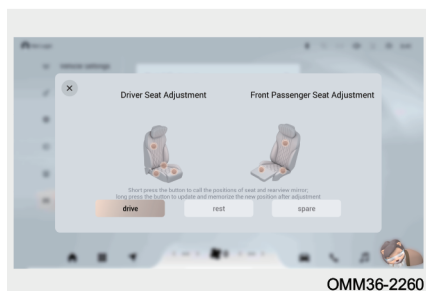 Driver Seat Adjustment
Front Passenger Seat Adjustment
Short press the button to call the positions of seat and rearview mirror;
long press the button to update and memorize the new position after adjustment
drive
rest
spare
OMM36-2260